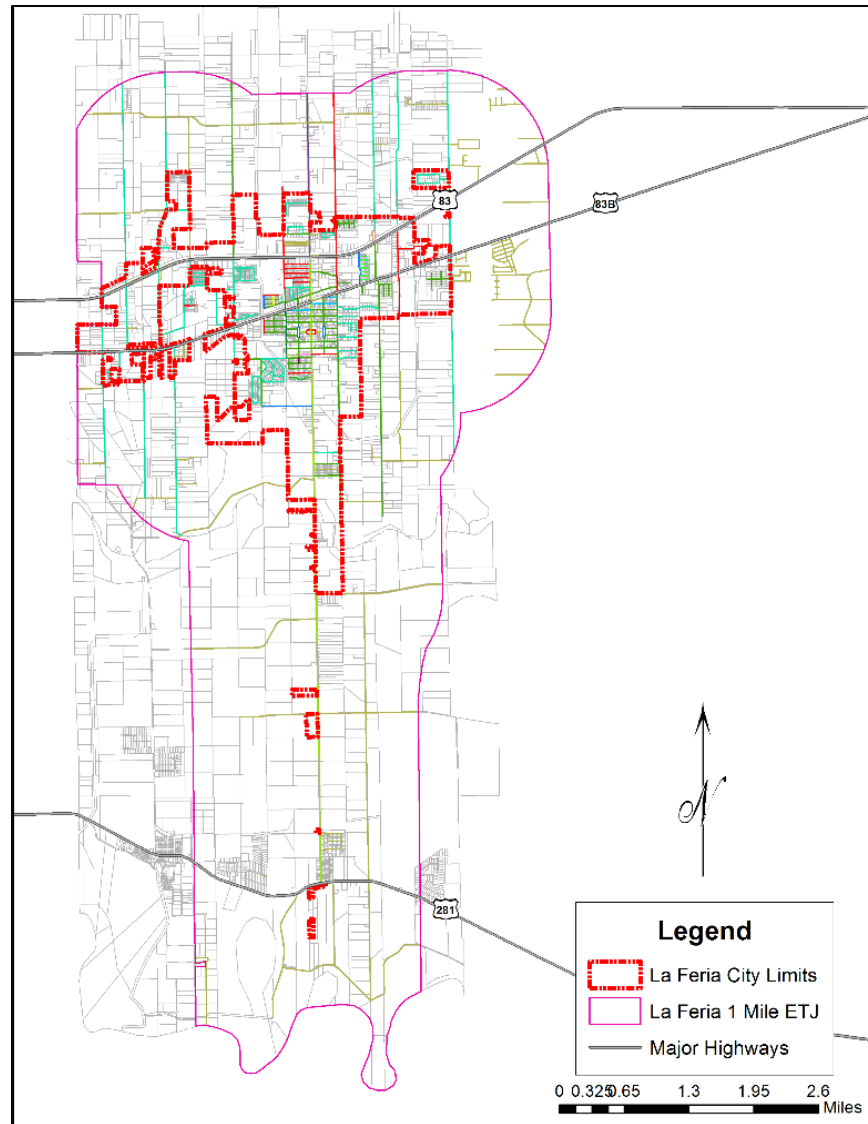 83
83B
N
281
Legend
La Feria City Limits
La Feria 1 Mile ETJ
Major Highways
0 0.325 0.65 1.3 1.95 2.6
Miles